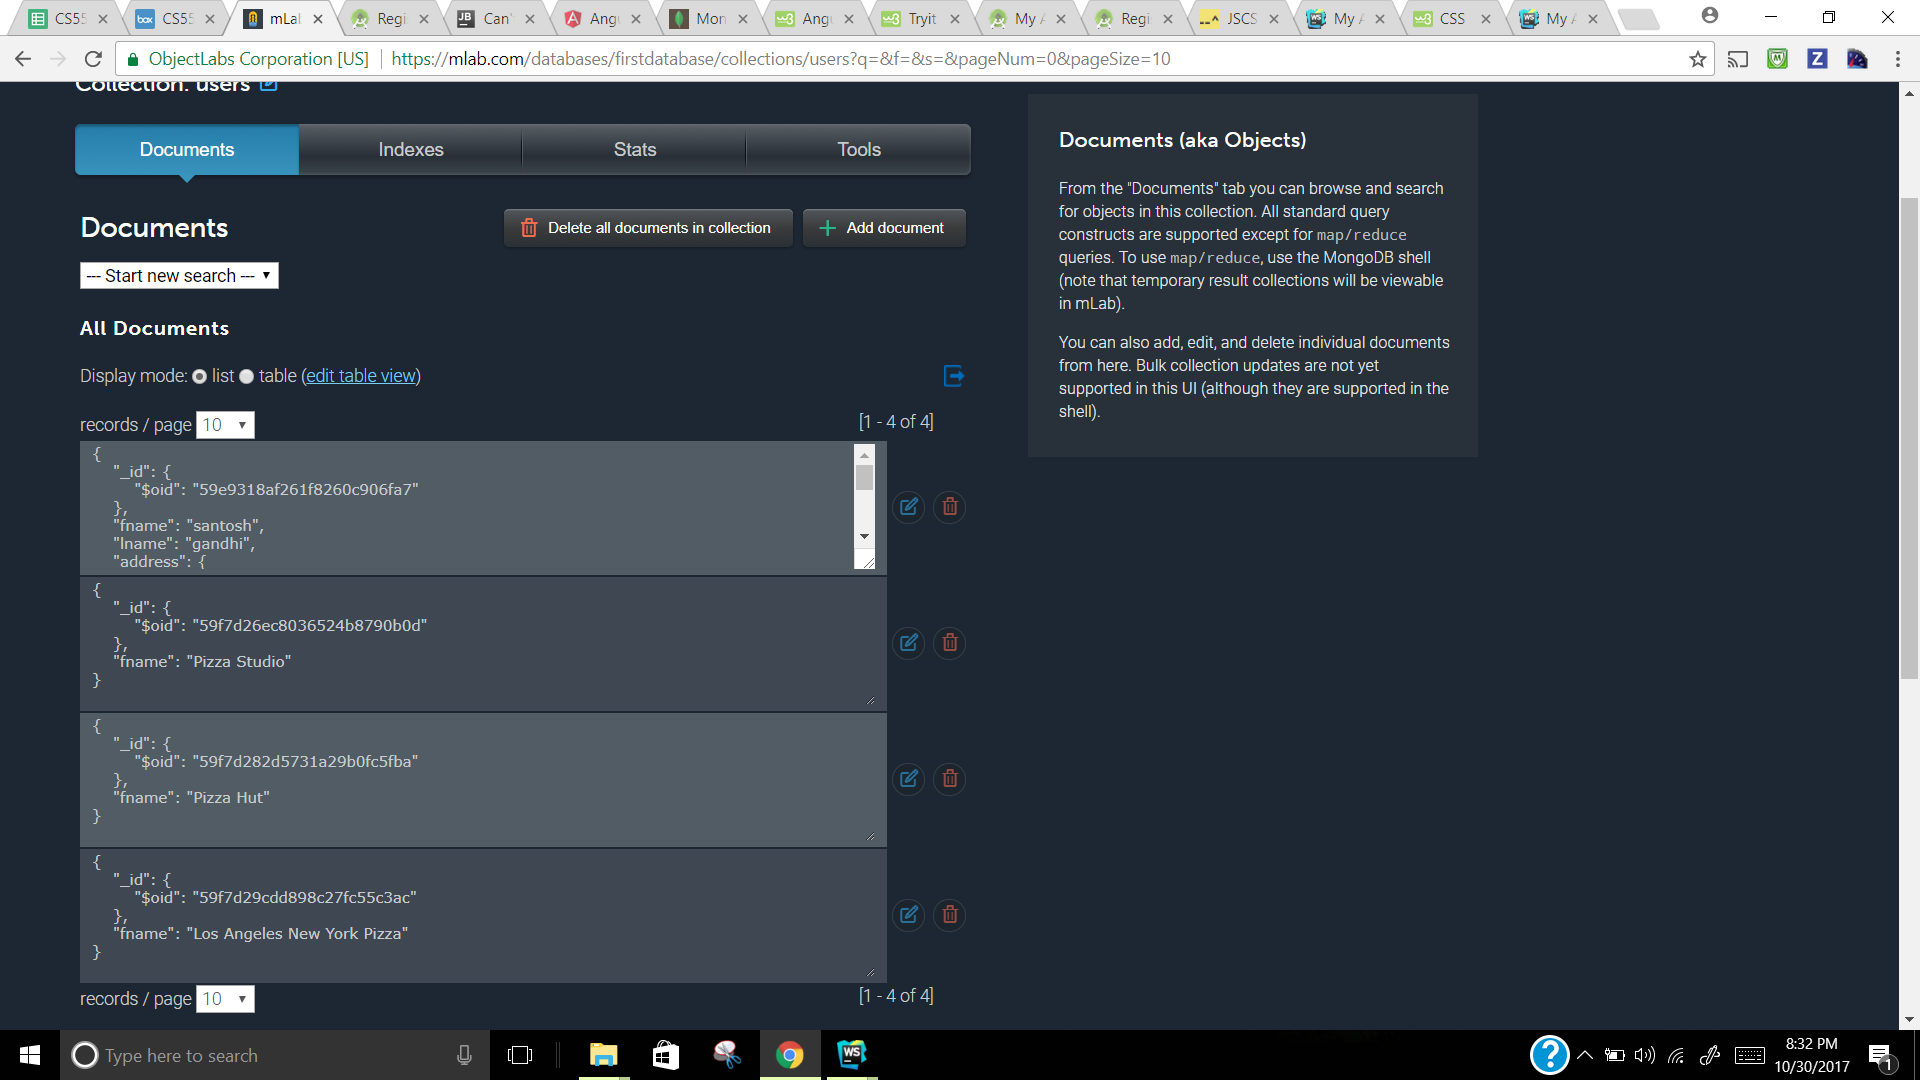 CS55
CS55
mLa
Regi
Can'
Ang
Mon
Ang
Tryit
My
Regi
JSCS
My
CSS
My
ObjectLabs Corporation [US]
https://mlab.com/databases/firstdatabase/collections/users?q=&f=&s=&pageNum=0&pageSize=10
Collection: users
Documents
Indexes
Stats
Tools
Documents
Delete all documents in collection
Add document
--- Start new search ---
All Documents
Display mode: list table (edit table view)
records / page 10
[1 - 4 of 4]
{
"_id": {
"$oid": "59e9318af261f8260c906fa7"
},
"fname": "santosh",
"lname": "gandhi",
"address": {
{
"_id": {
"$oid": "59f7d26ec8036524b8790b0d"
},
"fname": "Pizza Studio"
}
{
"_id": {
"$oid": "59f7d282d5731a29b0fc5fba"
},
"fname": "Pizza Hut"
}
{
"_id": {
"$oid": "59f7d29cdd898c27fc55c3ac"
},
"fname": "Los Angeles New York Pizza"
}
records / page 10
[1 - 4 of 4]
Documents (aka Objects)
From the "Documents" tab you can browse and search
for objects in this collection. All standard query
constructs are supported except for map/reduce
queries. To use map/reduce, use the MongoDB shell
(note that temporary result collections will be viewable
in mLab).
You can also add, edit, and delete individual documents
from here. Bulk collection updates are not yet
supported in this UI (although they are supported in the
shell).
Type here to search
8:32 PM
10/30/2017
1